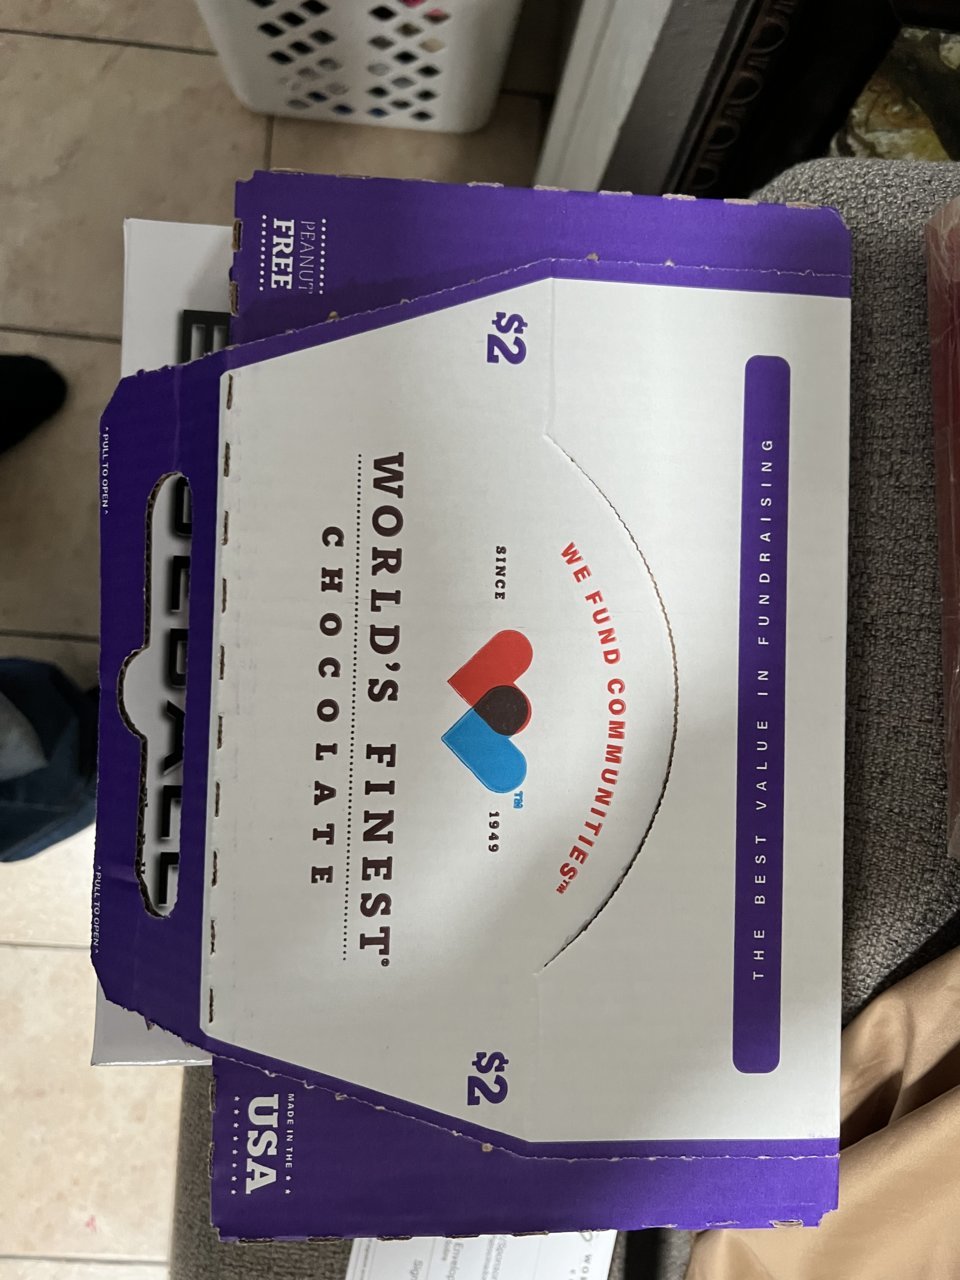 ^ PULL TO OPEN ^
^ PULL TO OPEN ^
PEANUT
FREE
MADE IN THE
USA
WORLD'S FINEST®
CHOCOLATE
$2
$2
SINCE
1949
TM
WE FUND COMMUNITIES™
THE BEST VALUE IN FUNDRAISING